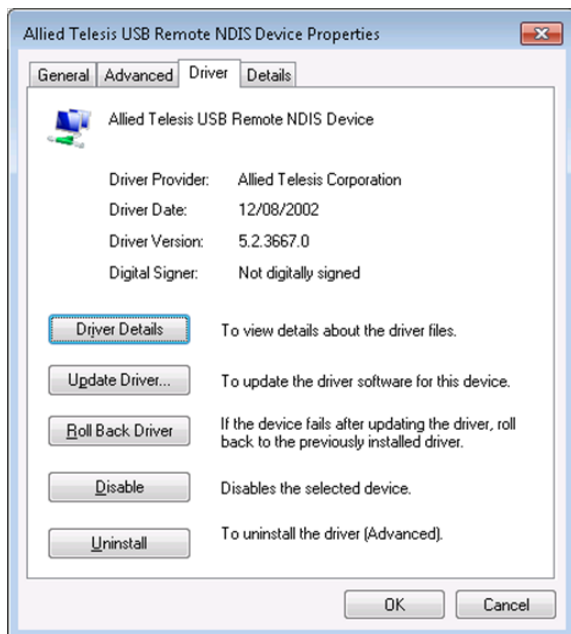 Allied Telesis USB Remote NDIS Device Properties
General Advanced Driver Details
Allied Telesis USB Remote NDIS Device
Driver Provider: Allied Telesis Corporation
Driver Date: 12/08/2002
Driver Version: 5.2.3667.0
Digital Signer: Not digitally signed
Driver Details To view details about the driver files.
Update Driver... To update the driver software for this device.
Roll Back Driver If the device fails after updating the driver, roll
back to the previously installed driver.
Disable Disables the selected device.
Uninstall To uninstall the driver (Advanced).
OK Cancel